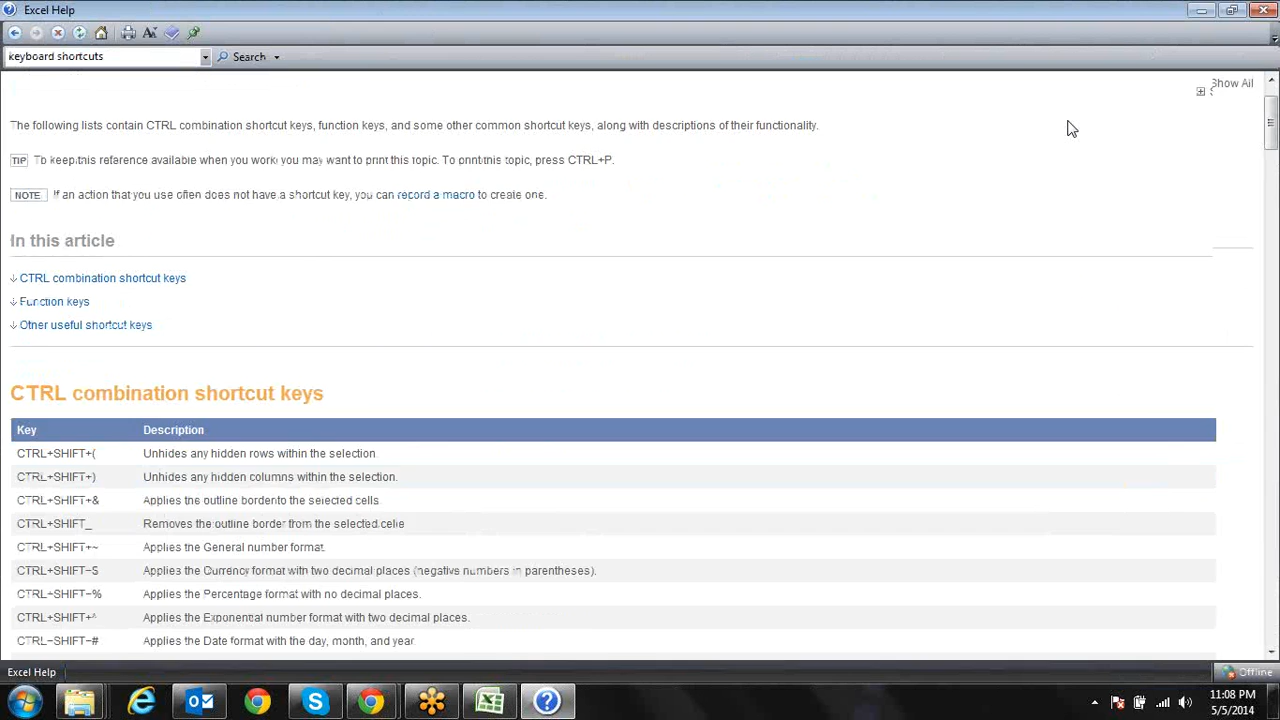 Excel Help
keyboard shortcuts
Search
Show All
The following lists contain CTRL combination shortcut keys, function keys, and some other common shortcut keys, along with descriptions of their functionality.
TIP To keep this reference available when you work, you may want to print this topic. To print this topic, press CTRL+P.
NOTE If an action that you use often does not have a shortcut key, you can record a macro to create one.
In this article
CTRL combination shortcut keys
Function keys
Other useful shortcut keys
CTRL combination shortcut keys
Key Description
CTRL+SHIFT+( Unhides any hidden rows within the selection.
CTRL+SHIFT+) Unhides any hidden columns within the selection.
CTRL+SHIFT+& Applies the outline border to the selected cells.
CTRL+SHIFT_ Removes the outline border from the selected cells.
CTRL+SHIFT+~ Applies the General number format.
CTRL+SHIFT+$ Applies the Currency format with two decimal places (negative numbers in parentheses).
CTRL+SHIFT+% Applies the Percentage format with no decimal places.
CTRL+SHIFT+^ Applies the Exponential number format with two decimal places.
CTRL+SHIFT+# Applies the Date format with the day, month, and year.
Excel Help
Offline
11:08 PM
5/5/2014